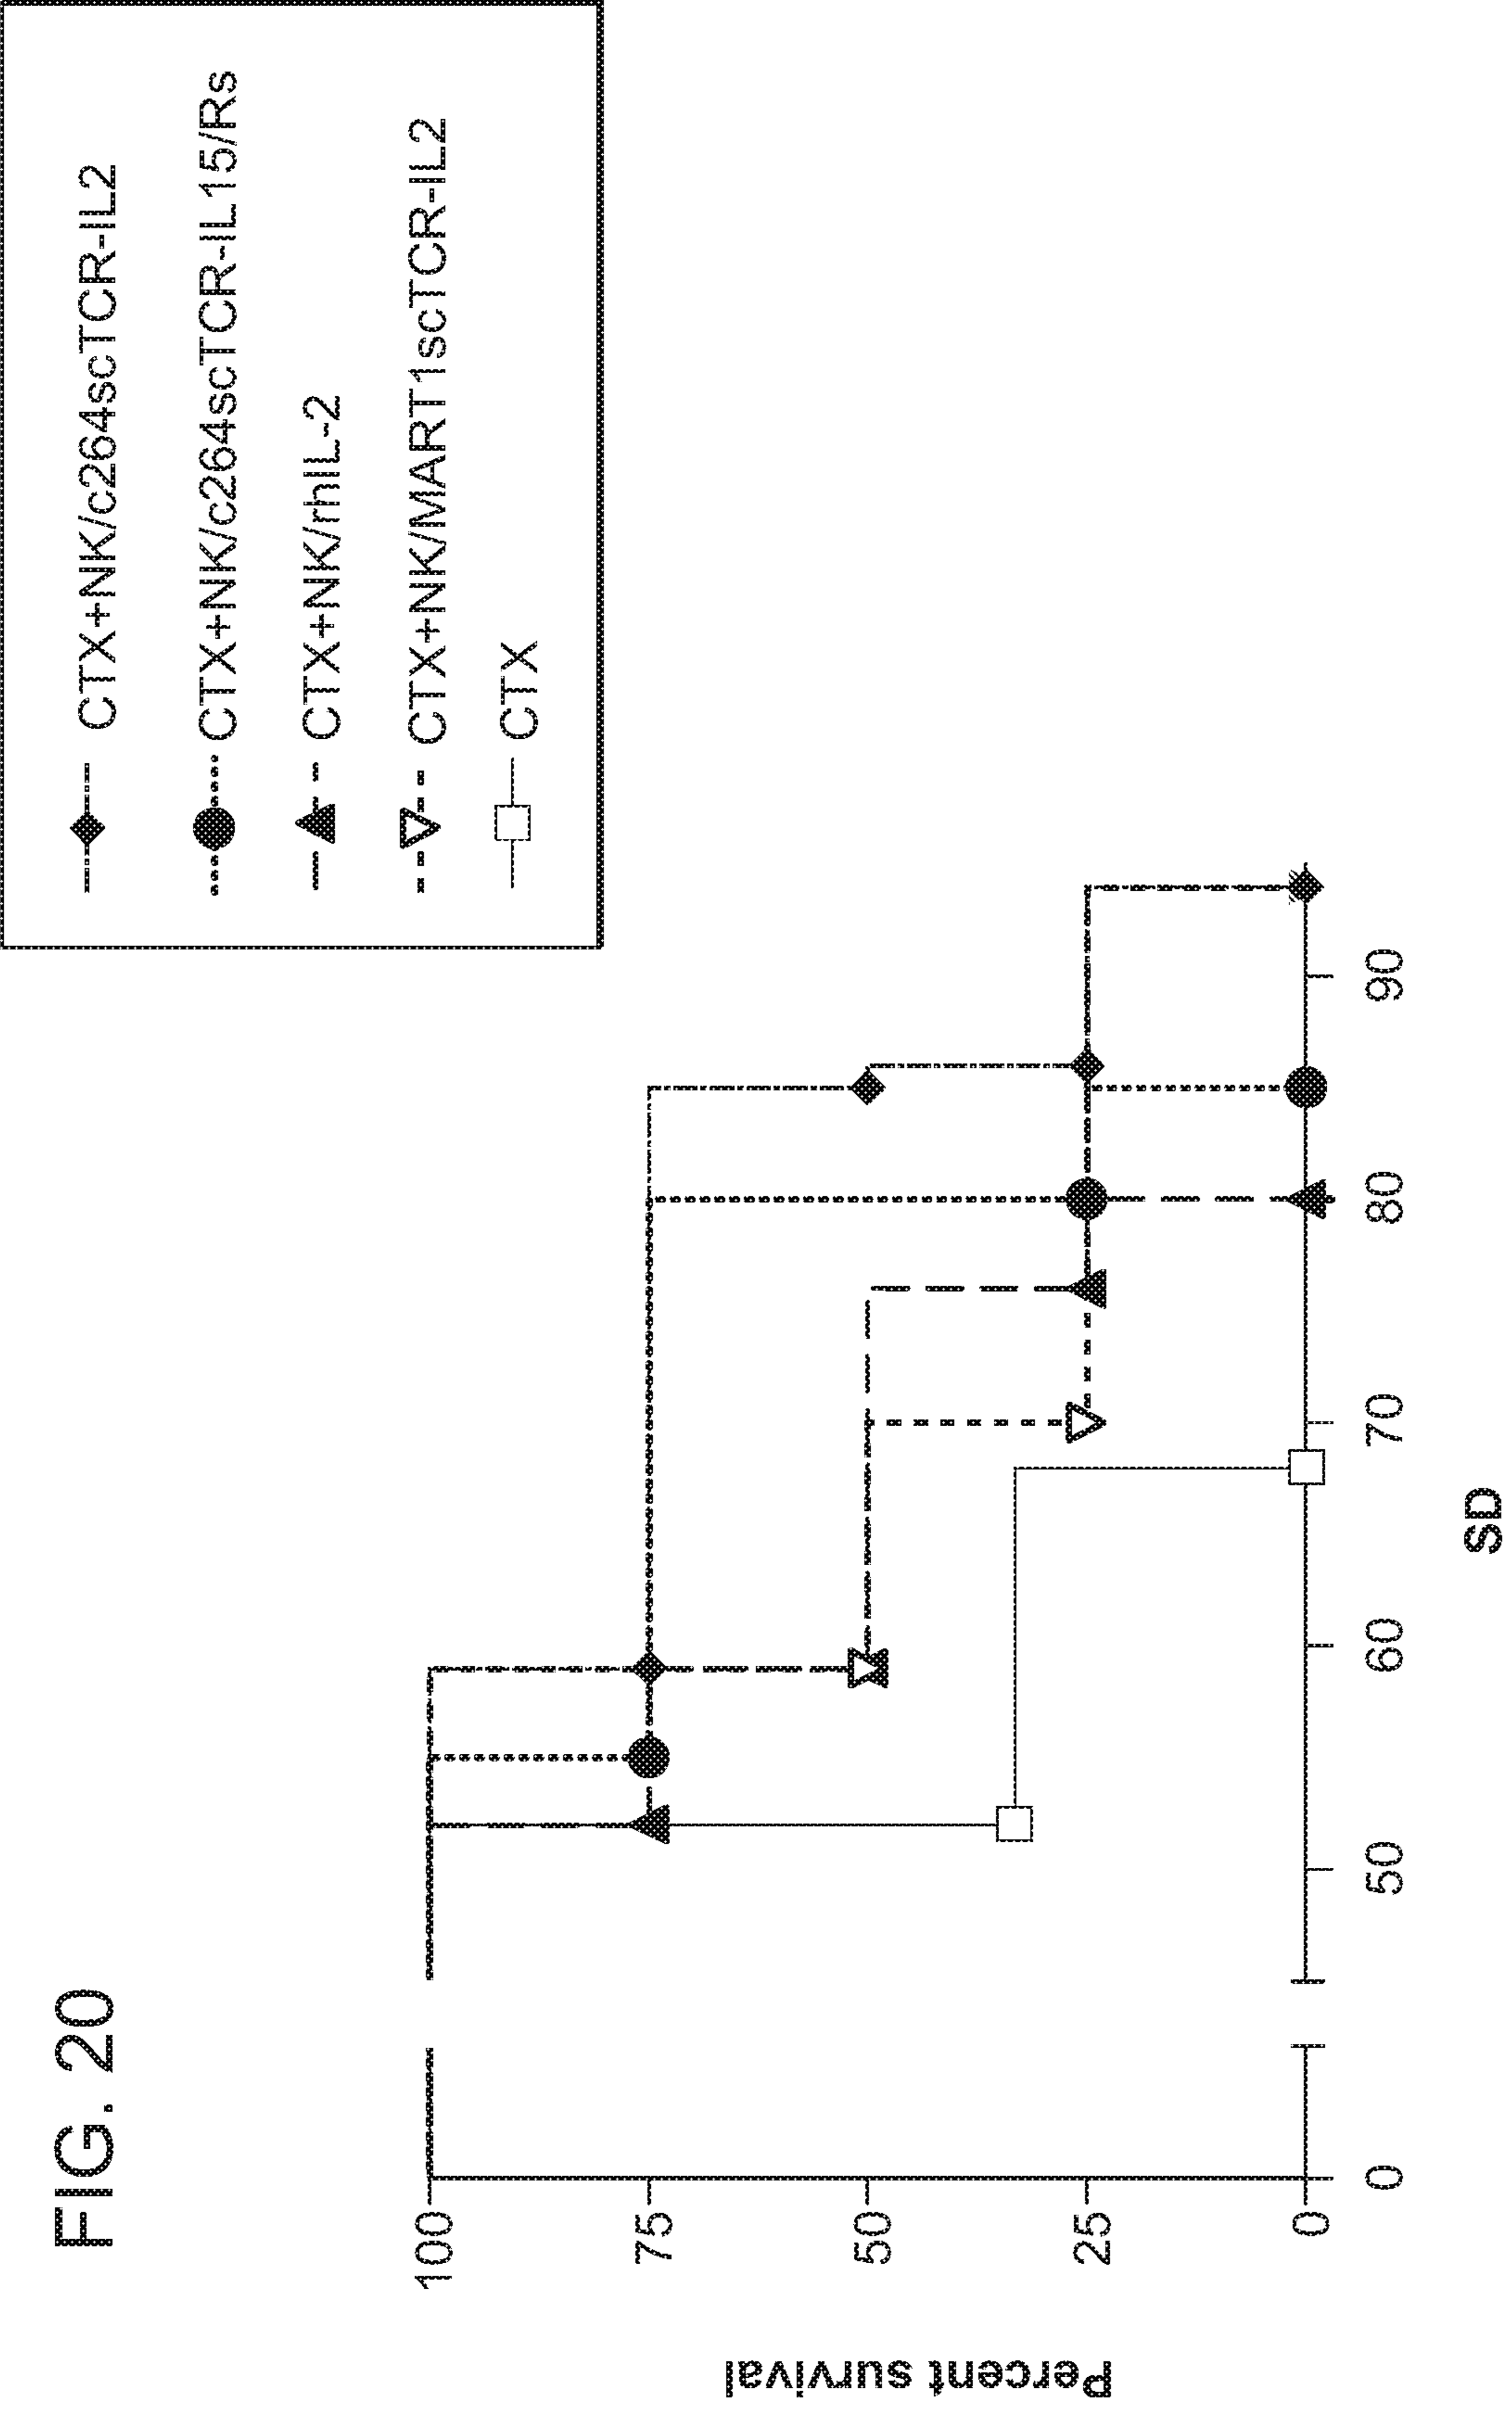 FIG. 20
CTX+NK/c264scTCR-IL2
CTX+NK/c264scTCR-IL15/Rs
CTX+NK/rhIL-2
CTX+NK/MART1scTCR-IL2
CTX
Percent survival
100
75
50
25
0
0
50
60
70
80
90
SD